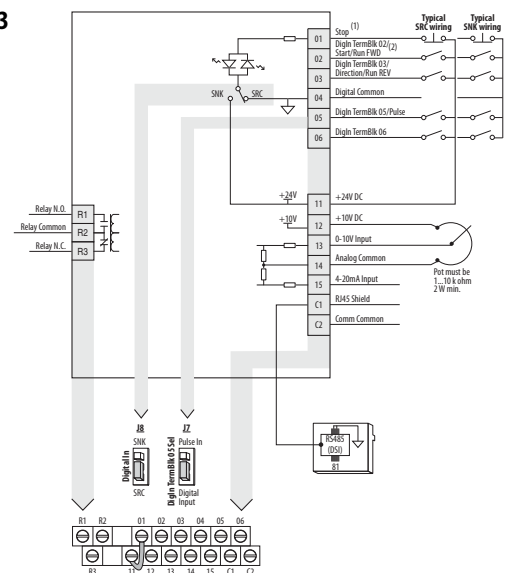 3
Typical Typical
SRC wiring SNK wiring
01 Stop (1)
02 DigIn TermBlk 02/(2)
Start/Run FWD
03 DigIn TermBlk 03/
Direction/Run REV
SNK SRC
04 Digital Common
05 DigIn TermBlk 05/Pulse
06 DigIn TermBlk 06
+24V 11 +24V DC
+10V 12 +10V DC
13 0-10V Input
14 Analog Common
15 4-20mA Input
C1 RJ45 Shield
C2 Comm Common
Pot must be
1...10 k ohm
2 W min.
Relay N.O. R1
Relay Common R2
Relay N.C. R3
J8
SNK
Digital In
SRC
J7
Pulse In
DigIn TermBlk 05 Sel
Digital
Input
RS485
(DSI)
81
R1 R2 01 02 03 04 05 06
R3 11 12 13 14 15 C1 C2